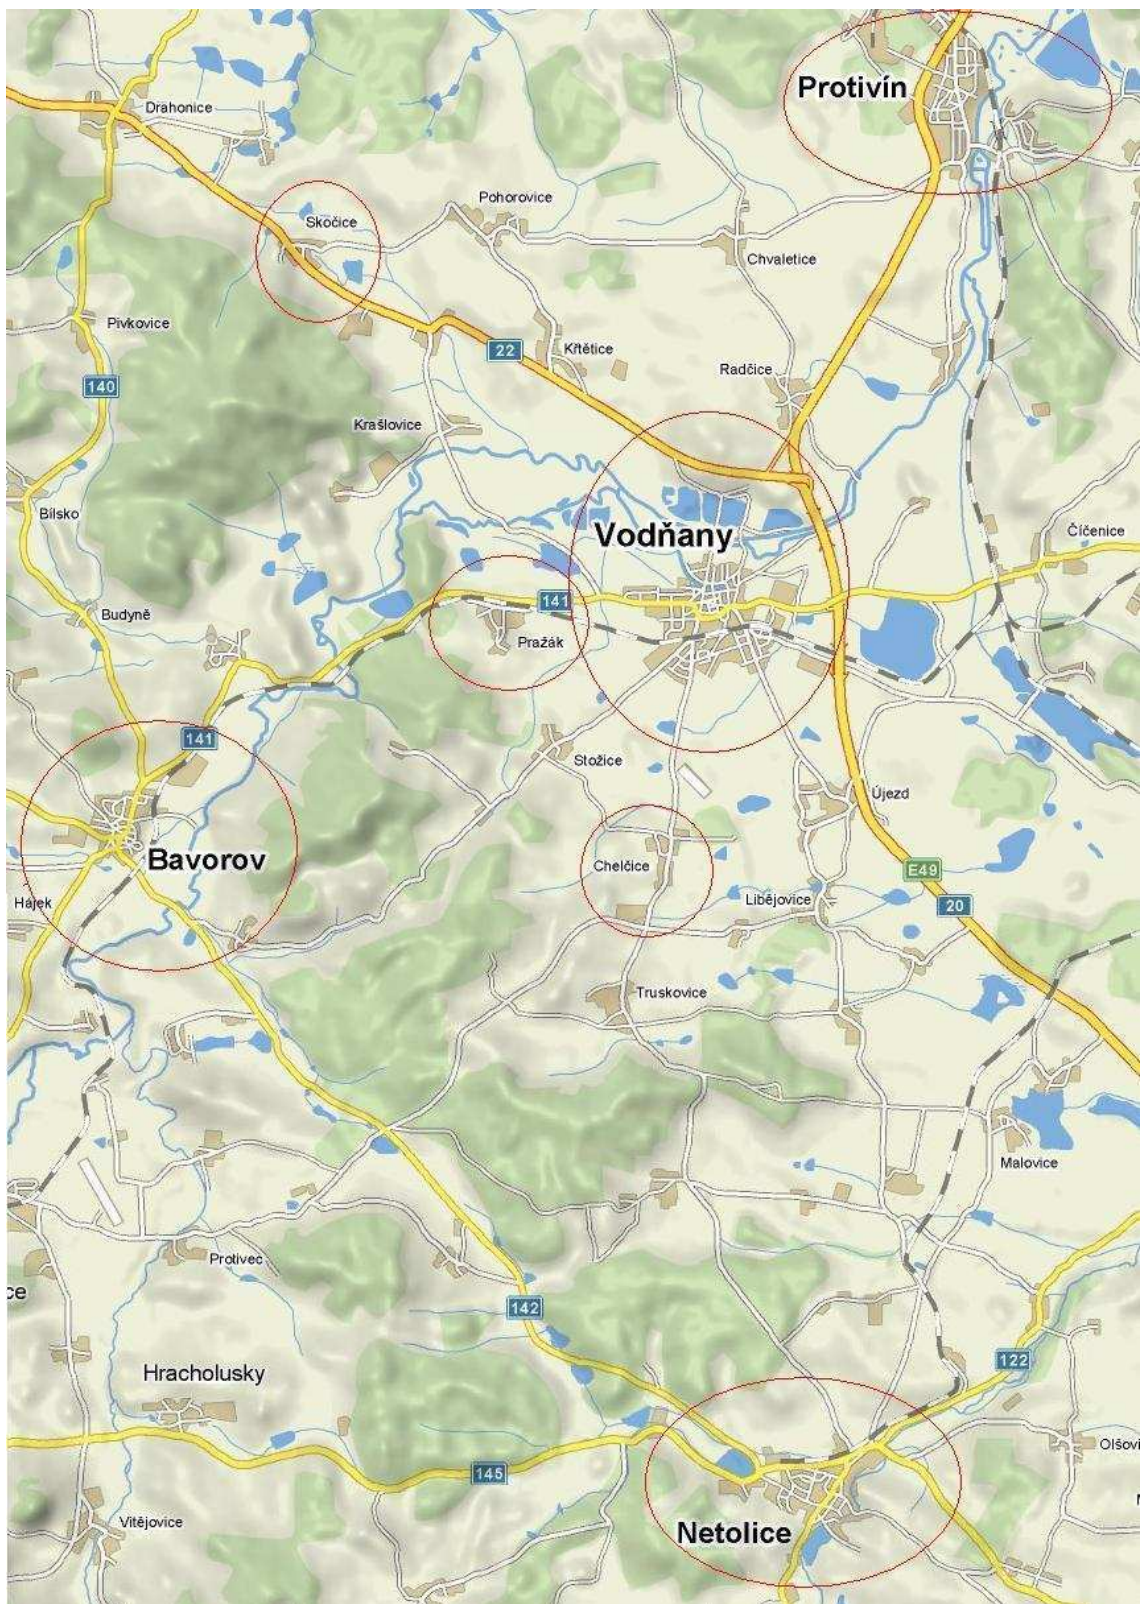 Protivín
Drahonice
Pohorovice
Skočice
Chvaletice
Pivkovice
22
Křtětice
140
Radčice
Krašlovice
Bílsko
Vodňany
Číčenice
141
Budyně
Pražák
141
Stožice
Újezd
Bavorov
Chelčice
E49
Hájek
Libějovice
20
Truskovice
Malovice
Protivec
ce
142
122
Hracholusky
Olšovi
145
Vitějovice
Netolice